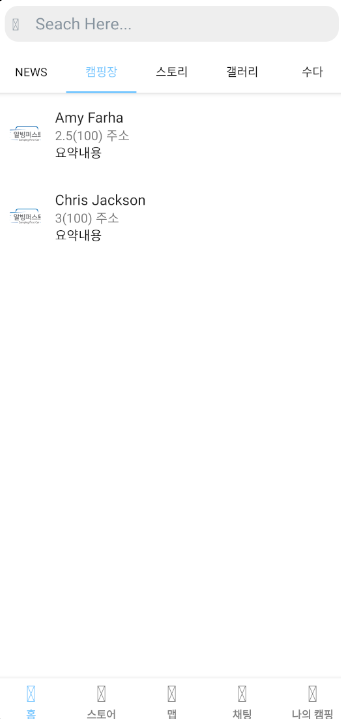 Seach Here...
NEWS 캠핑장 스토리 갤러리 수다
Amy Farha
2.5(100) 주소
요약내용
Chris Jackson
3(100) 주소
요약내용
홈 스토어 맵 채팅 나의 캠핑